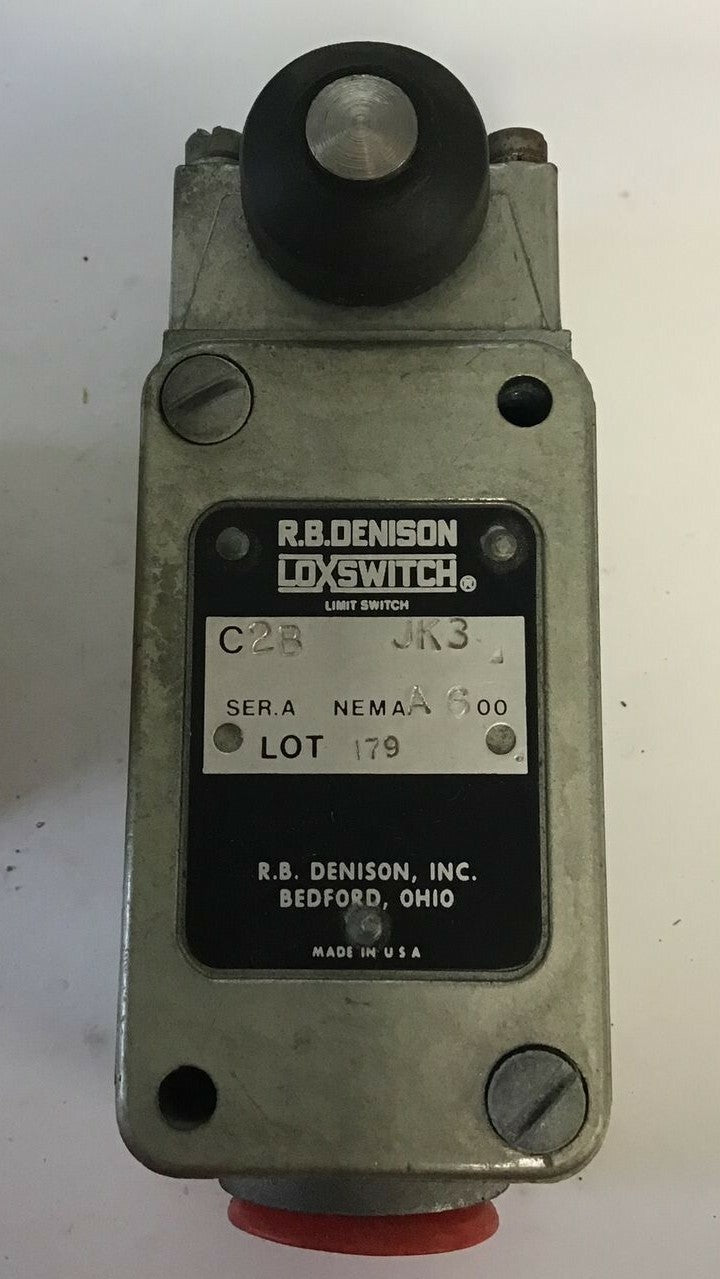 R.B.DENISON
LOXSWITCH®
LIMIT SWITCH
C2B JK3
SER.A NEMA A 600
LOT 179
R.B. DENISON, INC.
BEDFORD, OHIO
MADE IN U S A